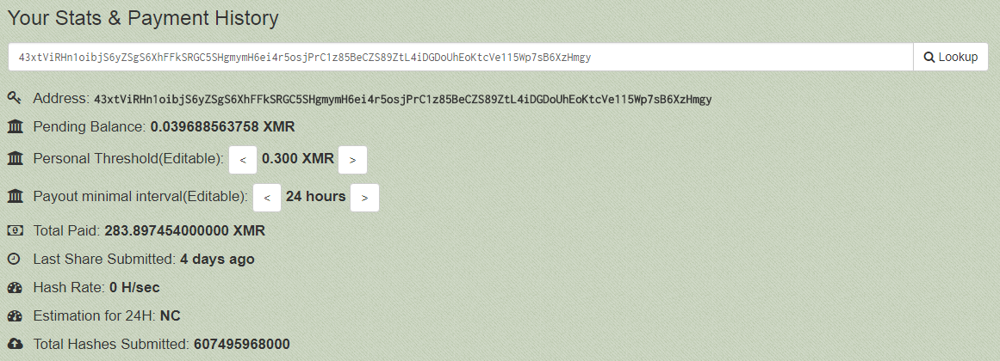 Your Stats & Payment History
43xtViRHn1oibjS6yZSgS6XhFFkSRGC5SHgmymH6ei4r5osjPrC1z85BeCZS89ZtL4iDGDoUhEoKtcVe115Wp7sB6XzHmgy Lookup
Address: 43xtViRHn1oibjS6yZSgS6XhFFkSRGC5SHgmymH6ei4r5osjPrC1z85BeCZS89ZtL4iDGDoUhEoKtcVe115Wp7sB6XzHmgy
Pending Balance: 0.039688563758 XMR
Personal Threshold(Editable): < 0.300 XMR >
Payout minimal interval(Editable): < 24 hours >
Total Paid: 283.897454000000 XMR
Last Share Submitted: 4 days ago
Hash Rate: 0 H/sec
Estimation for 24H: NC
Total Hashes Submitted: 607495968000